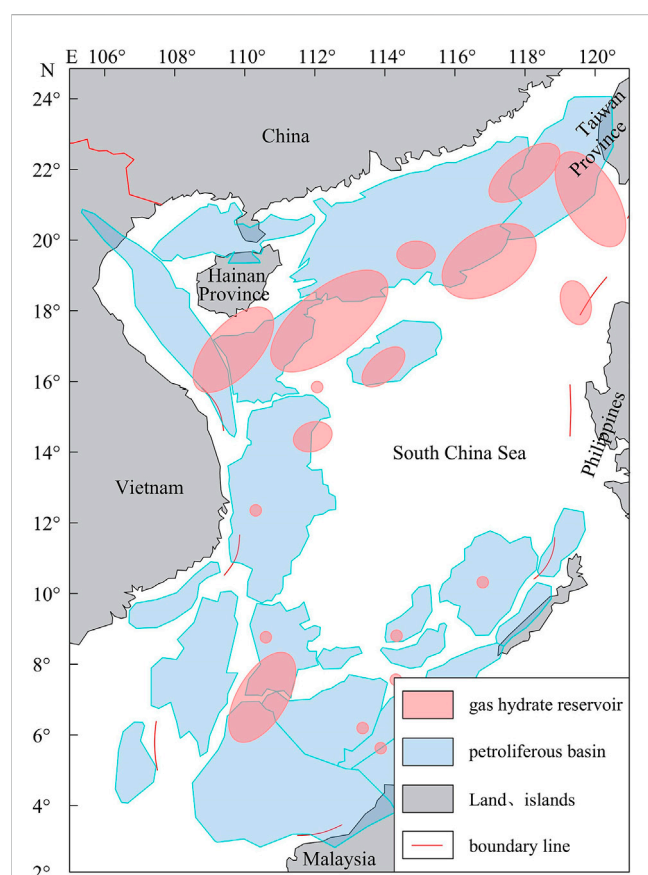 E 106° 108° 110° 112° 114° 116° 118° 120°
N
24°
22°
20°
18°
16°
14°
12°
10°
8°
6°
4°
2°
China
Taiwan
Province
Hainan
Province
South China Sea
Philippines
Vietnam
Malaysia
gas hydrate reservoir
petroliferous basin
Land、islands
boundary line